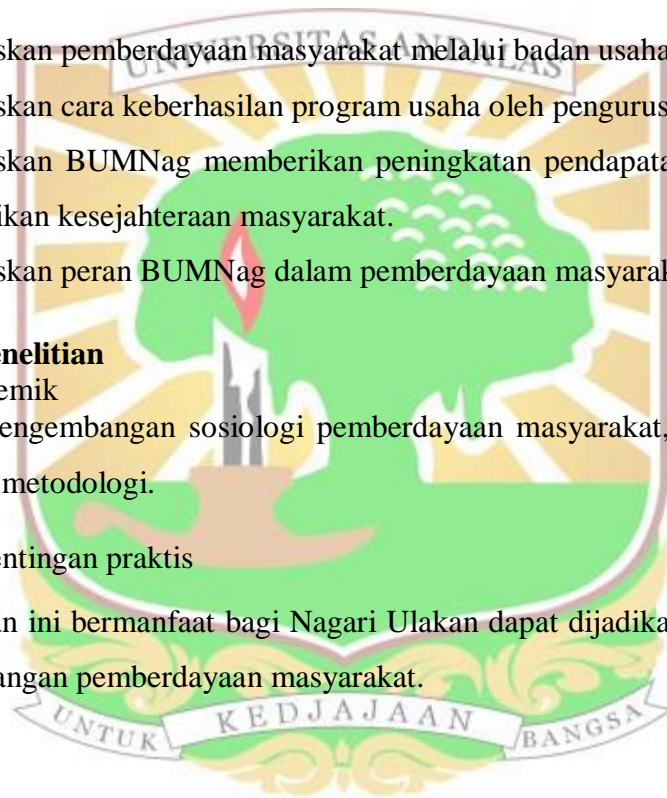 UNIVERSITAS ANDALAS
skan pemberdayaan masyarakat melalui badan usaha
skan cara keberhasilan program usaha oleh pengurus
skan BUMNag memberikan peningkatan pendapata
ikan kesejahteraan masyarakat.
skan peran BUMNag dalam pemberdayaan masyarak
enelitian
emik
engembangan sosiologi pemberdayaan masyarakat,
metodologi.
entingan praktis
n ini bermanfaat bagi Nagari Ulakan dapat dijadika
angan pemberdayaan masyarakat.
UNTUK KEDJAJAAN BANGSA